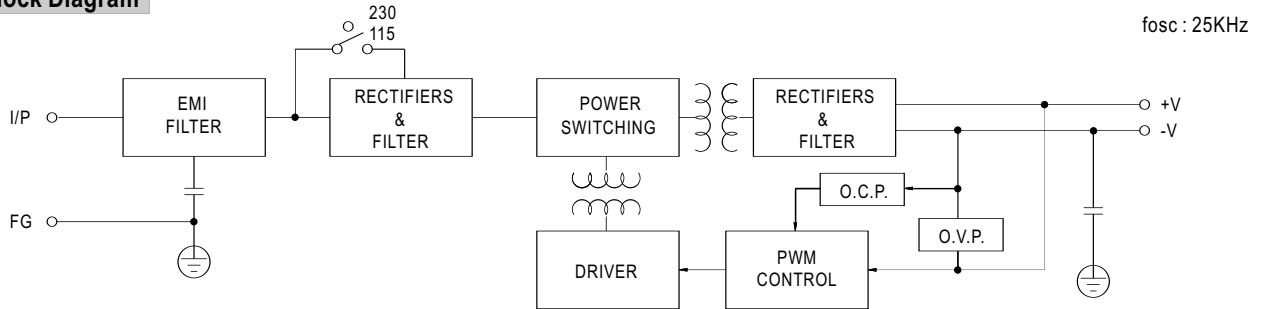 lock Diagram
230
115
fosc : 25KHz
I/P
EMI
FILTER
RECTIFIERS
&
FILTER
POWER
SWITCHING
RECTIFIERS
&
FILTER
+V
-V
O.C.P.
FG
O.V.P.
DRIVER
PWM
CONTROL